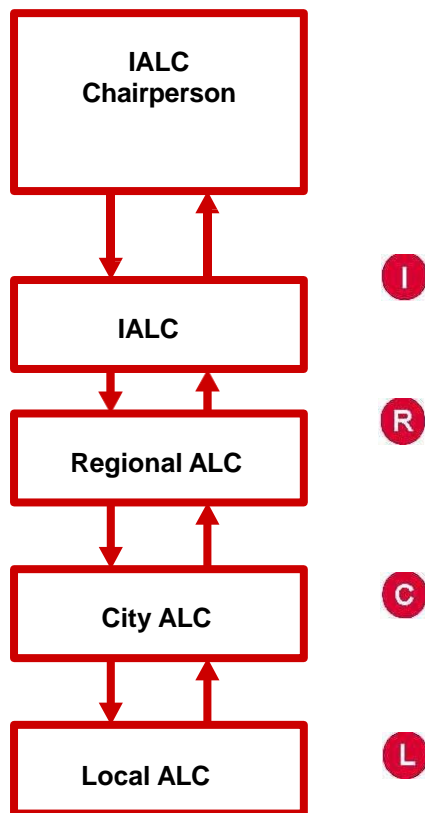 IALC
Chairperson
I
IALC
R
Regional ALC
C
City ALC
L
Local ALC